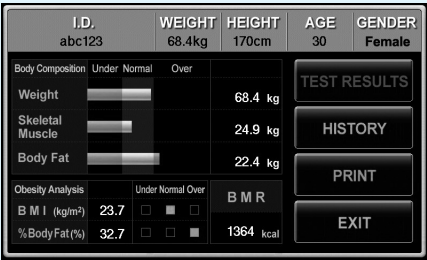 I.D. WEIGHT HEIGHT AGE GENDER
abc123 68.4kg 170cm 30 Female
Body Composition Under Normal Over
Weight 68.4 kg
Skeletal
Muscle 24.9 kg
Body Fat 22.4 kg
Obesity Analysis Under Normal Over
BMI (kg/m²) 23.7
%Body Fat (%) 32.7
BMR
1364 kcal
TEST RESULTS
HISTORY
PRINT
EXIT